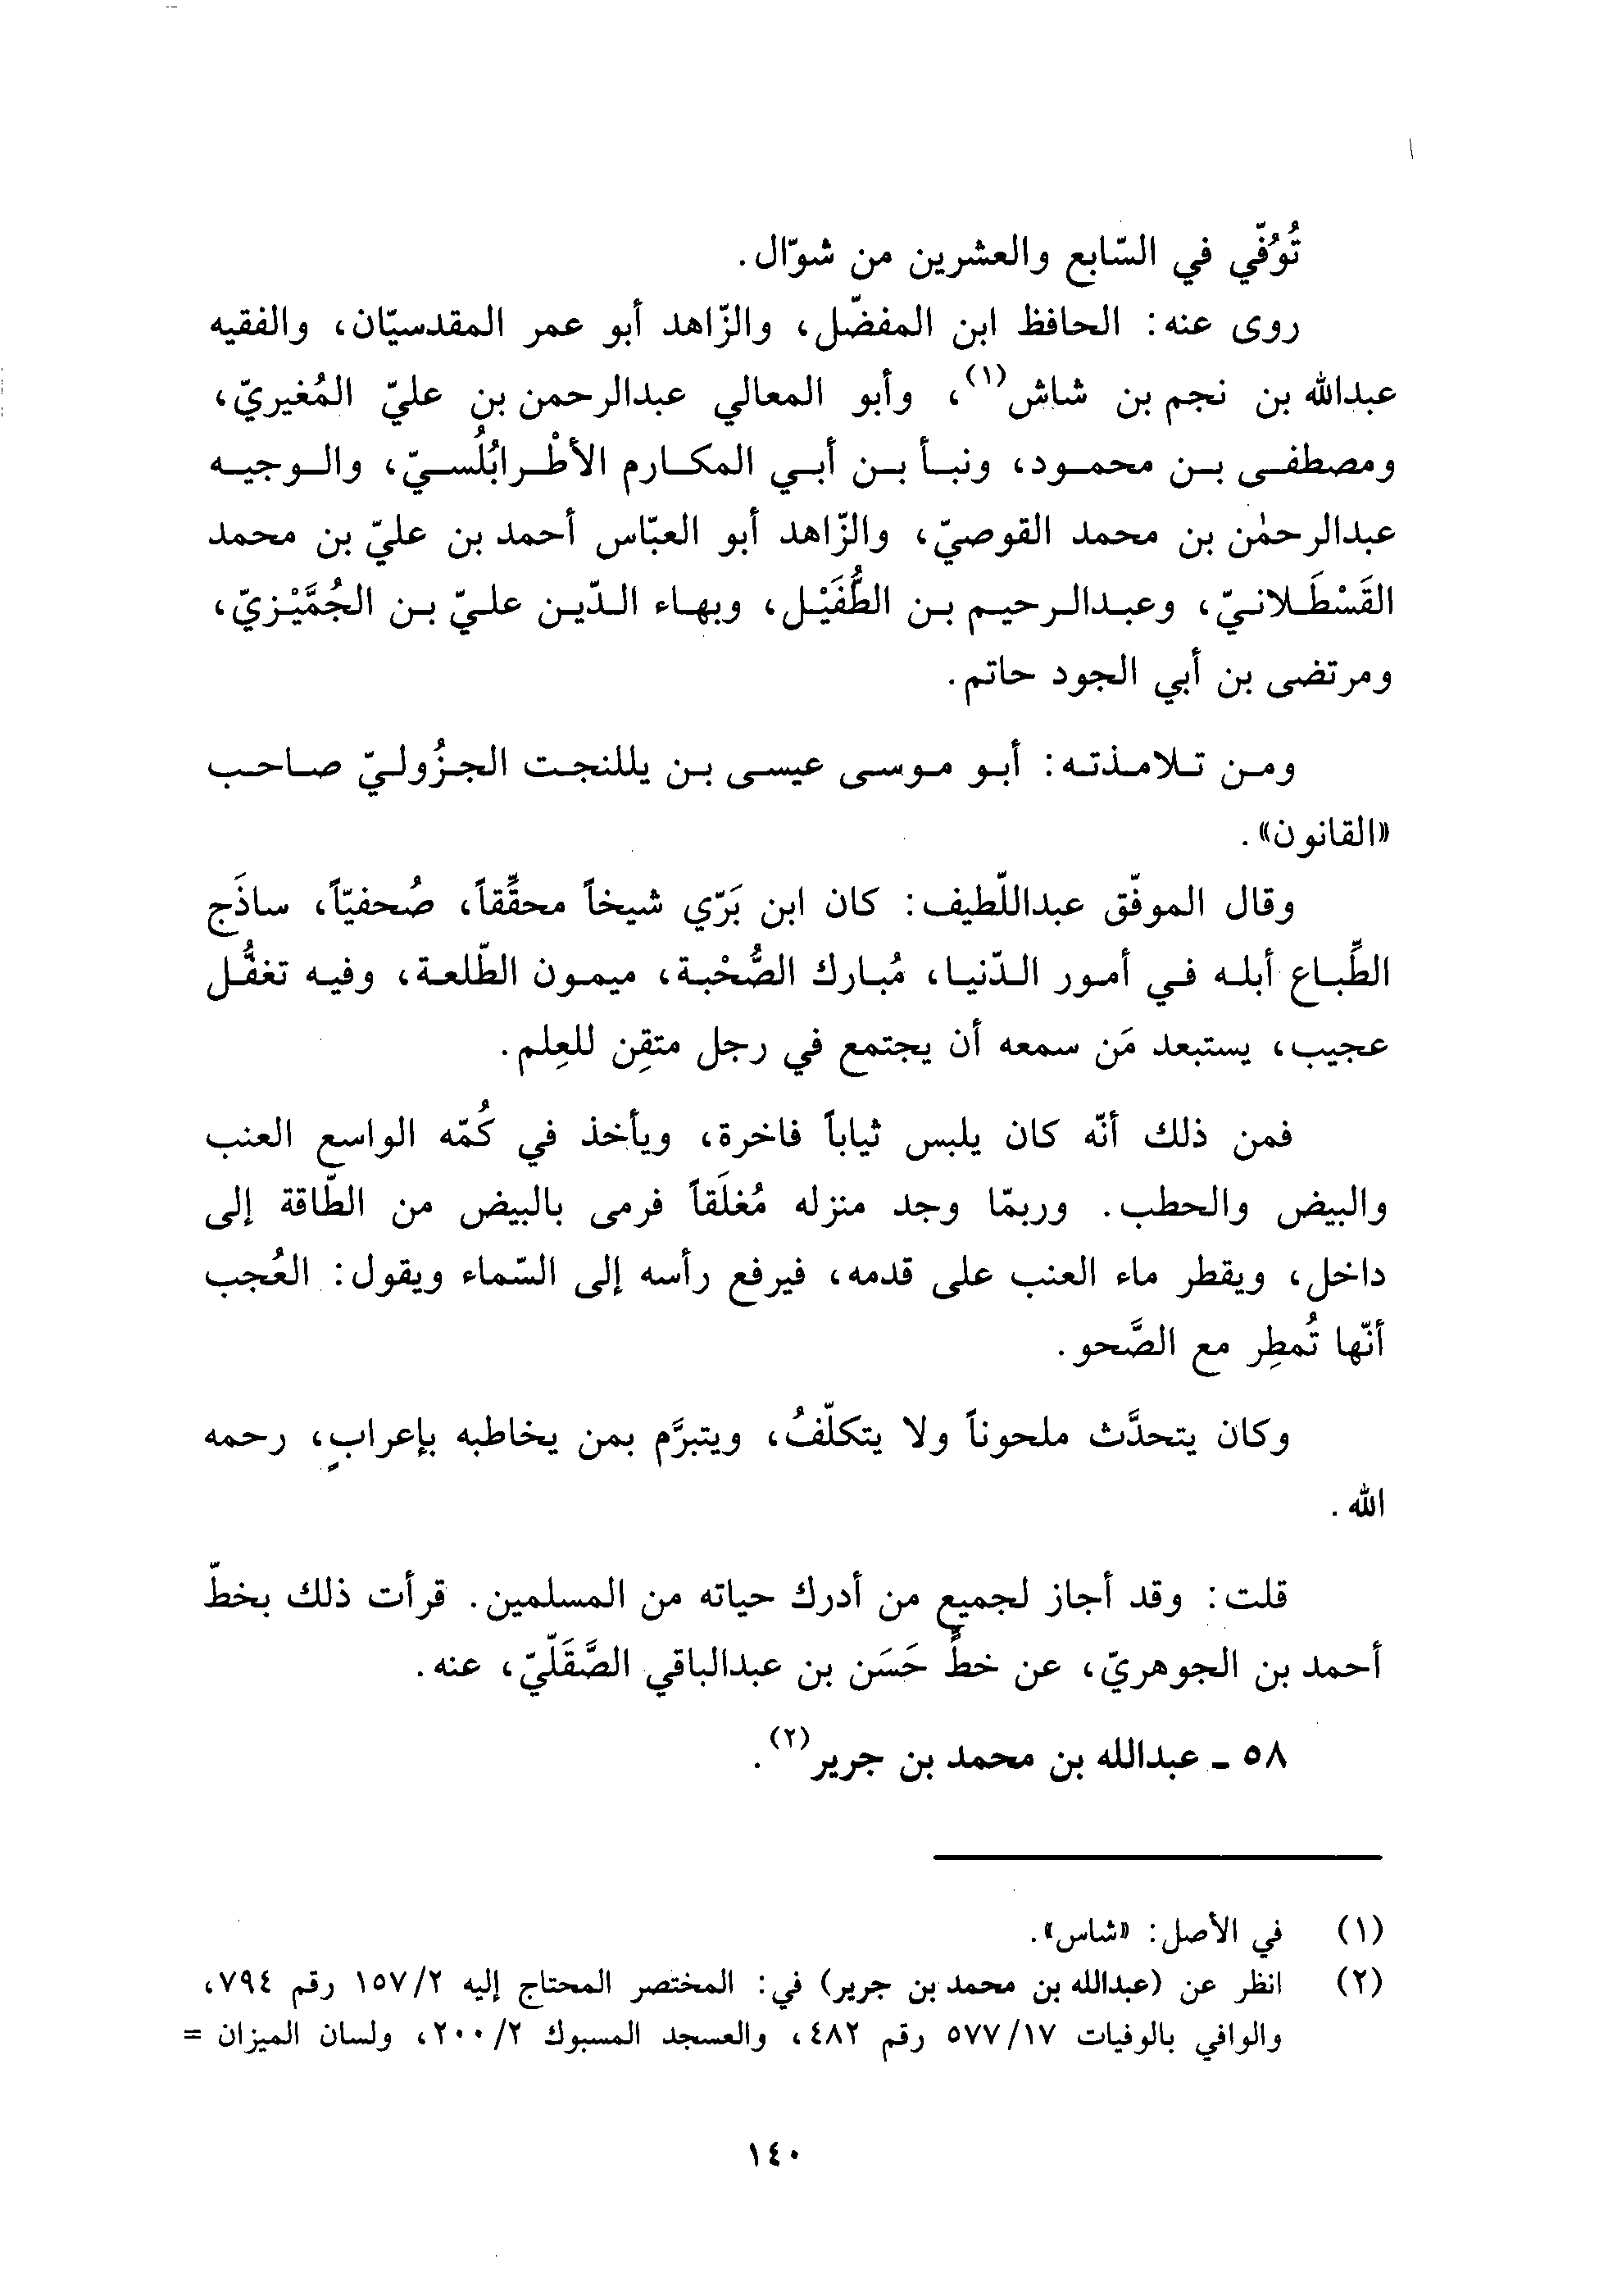 تُوُفّي في السّابع والعشرين من شوّال.
روى عنه: الحافظ ابن المفضّل، والزّاهد أبو عمر المقدسيّان، والفقيه
عبدالله بن نجم بن شاش(١)، وأبو المعالي عبدالرحمن بن عليّ المُغيريّ،
ومصطفى بن محمود، ونبأ بن أبي المكارم الأطْرابُلُسيّ، والوجيه
عبدالرحمٰن بن محمد القوصيّ، والزّاهد أبو العبّاس أحمد بن عليّ بن محمد
القَسْطَلانيّ، وعبدالرحيم بن الطُّفَيْل، وبهاء الدّين عليّ بن الجُمَّيْزيّ،
ومرتضى بن أبي الجود حاتم.
ومن تلامذته: أبو موسى عيسى بن يللنجت الجزُوليّ صاحب
«القانون».
وقال الموفّق عبداللّطيف: كان ابن بَرّي شيخاً محقِّقاً، صُحفيّاً، ساذَج
الطِّباع أبله في أمور الدّنيا، مُبارك الصُّحْبة، ميمون الطّلعة، وفيه تغفُّل
عجيب، يستبعد مَن سمعه أن يجتمع في رجل متقِن للعِلم.
فمن ذلك أنّه كان يلبس ثياباً فاخرة، ويأخذ في كُمّه الواسع العنب
والبيض والحطب. وربمّا وجد منزله مُغلَقاً فرمى بالبيض من الطّاقة إلى
داخل، ويقطر ماء العنب على قدمه، فيرفع رأسه إلى السّماء ويقول: العُجب
أنّها تُمطِر مع الصَّحو.
وكان يتحدَّث ملحوناً ولا يتكلّفُ، ويتبرَّم بمن يخاطبه بإعرابٍ، رحمه
الله.
قلت: وقد أجاز لجميع من أدرك حياته من المسلمين. قرأت ذلك بخطّ
أحمد بن الجوهريّ، عن خطِّ حَسَن بن عبدالباقي الصَّقَلّيّ، عنه.
٥٨ ـ عبدالله بن محمد بن جرير(٢).
(١) في الأصل: «شاس».
(٢) انظر عن (عبدالله بن محمد بن جرير) في: المختصر المحتاج إليه ١٥٧/٢ رقم ٧٩٤،
والوافي بالوفيات ٥٧٧/١٧ رقم ٤٨٢، والعسجد المسبوك ٢٠٠/٢، ولسان الميزان =
١٤٠